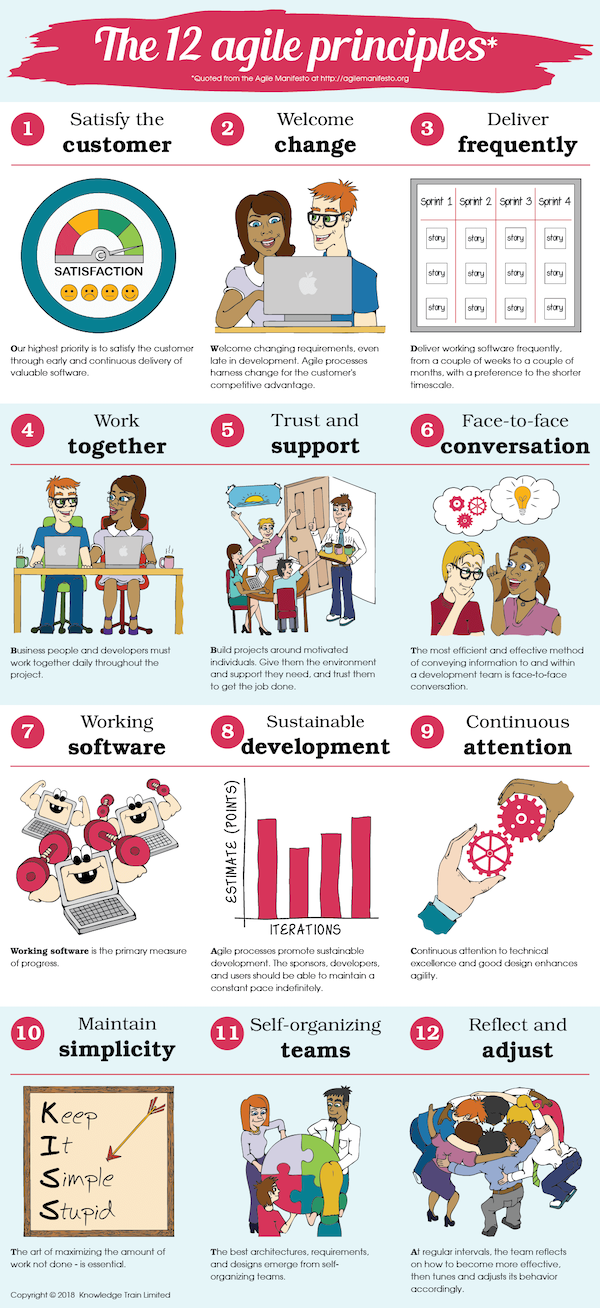 The 12 agile principles*
*Quoted from the Agile Manifesto at http://agilemanifesto.org
1
Satisfy the
customer
SATISFACTION
Our highest priority is to satisfy the customer
through early and continuous delivery of
valuable software.
2
Welcome
change
Welcome changing requirements, even
late in development. Agile processes
harness change for the customer's
competitive advantage.
3
Deliver
frequently
Sprint 1 Sprint 2 Sprint 3 Sprint 4
story story story story
story story story story
story story story story
Deliver working software frequently,
from a couple of weeks to a couple of
months, with a preference to the shorter
timescale.
4
Work
together
Business people and developers must
work together daily throughout the
project.
5
Trust and
support
Build projects around motivated
individuals. Give them the environment
and support they need, and trust them
to get the job done.
6
Face-to-face
conversation
The most efficient and effective method
of conveying information to and within
a development team is face-to-face
conversation.
7
Working
software
Working software is the primary measure
of progress.
8
Sustainable
development
ESTIMATE (POINTS)
ITERATIONS
Agile processes promote sustainable
development. The sponsors, developers,
and users should be able to maintain a
constant pace indefinitely.
9
Continuous
attention
Continuous attention to technical
excellence and good design enhances
agility.
10
Maintain
simplicity
Keep
It
Simple
Stupid
The art of maximizing the amount of
work not done - is essential.
11
Self-organizing
teams
The best architectures, requirements,
and designs emerge from self-
organizing teams.
12
Reflect and
adjust
At regular intervals, the team reflects
on how to become more effective,
then tunes and adjusts its behavior
accordingly.
Copyright © 2018 Knowledge Train Limited